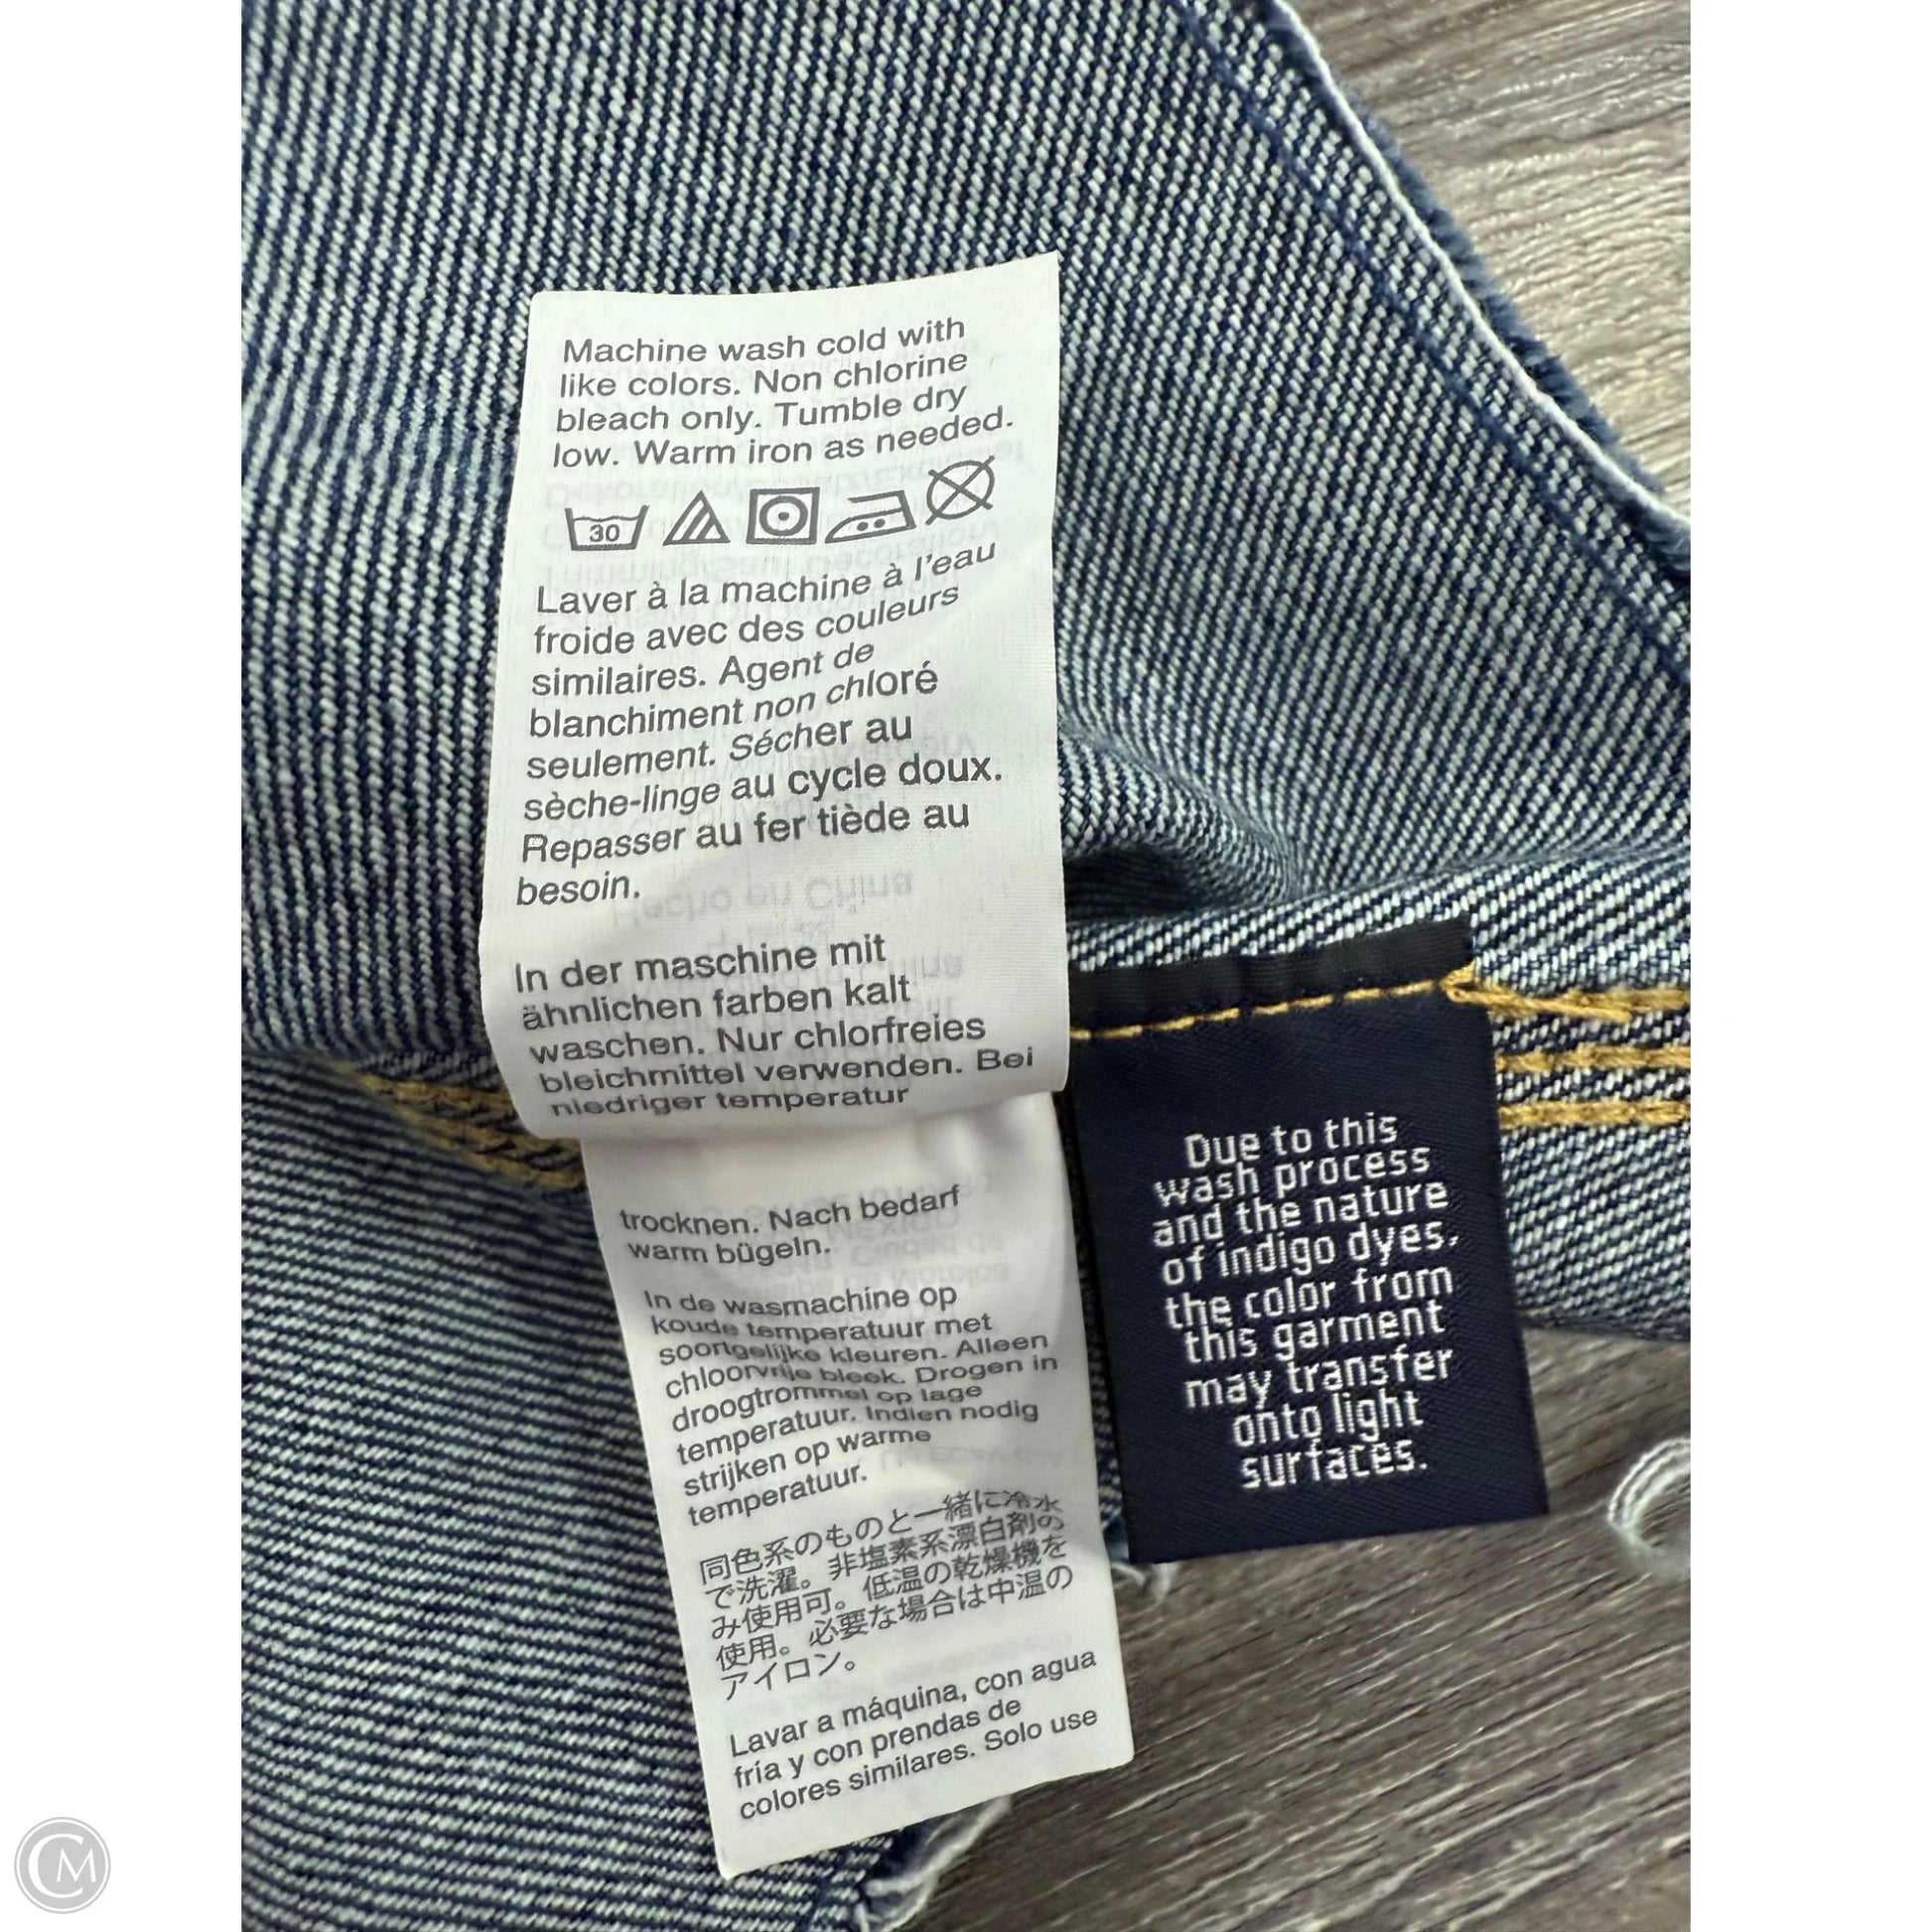 Machine wash cold with
like colors. Non chlorine
bleach only. Tumble dry
low. Warm iron as needed.
30
Laver à la machine à l'eau
froide avec des couleurs
similaires. Agent de
blanchiment non chloré
seulement. Sécher au
sèche-linge au cycle doux.
Repasser au fer tiède au
besoin.
In der maschine mit
ähnlichen farben kalt
waschen. Nur chlorfreies
bleichmittel verwenden. Bei
niedriger temperatur
trocknen. Nach bedarf
warm bügeln.
In de wasmachine op
koude temperatuur met
soortgelijke kleuren. Alleen
chloorvrije bleek. Drogen in
droogtrommel op lage
temperatuur. Indien nodig
strijken op warme
temperatuur.
同色系のものと一緒に冷水
で洗濯。非塩素系漂白剤の
み使用可。低温の乾燥機を
使用。必要な場合は中温の
アイロン。
Lavar a máquina, con agua
fría y con prendas de
colores similares. Solo use
Due to this
wash process
and the nature
of indigo dyes,
the color from
this garment
may transfer
onto light
surfaces.
CM